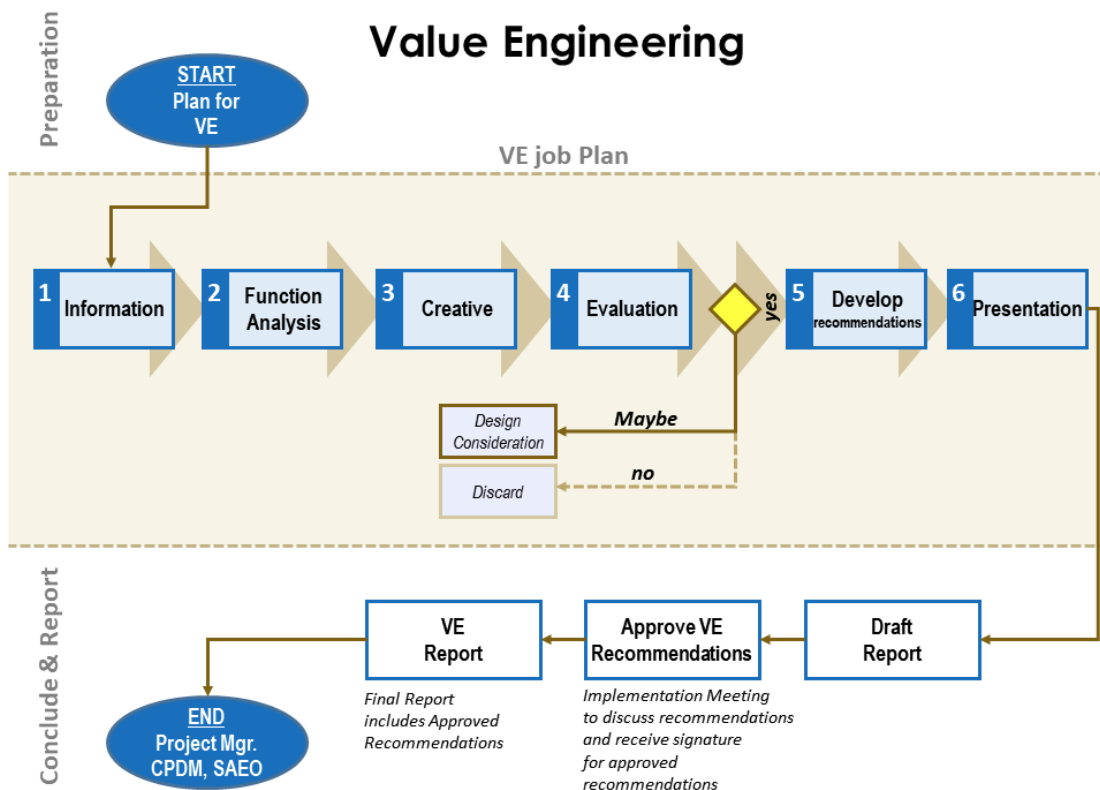 Value Engineering
Preparation
START
Plan for
VE
VE job Plan
1 Information
2 Function
Analysis
3 Creative
4 Evaluation
yes
5 Develop
recommendations
6 Presentation
Maybe
Design
Consideration
no
Discard
Conclude & Report
Draft
Report
Approve VE
Recommendations
Implementation Meeting
to discuss recommendations
and receive signature
for approved
recommendations
VE
Report
Final Report
includes Approved
Recommendations
END
Project Mgr.
CPDM, SAEO